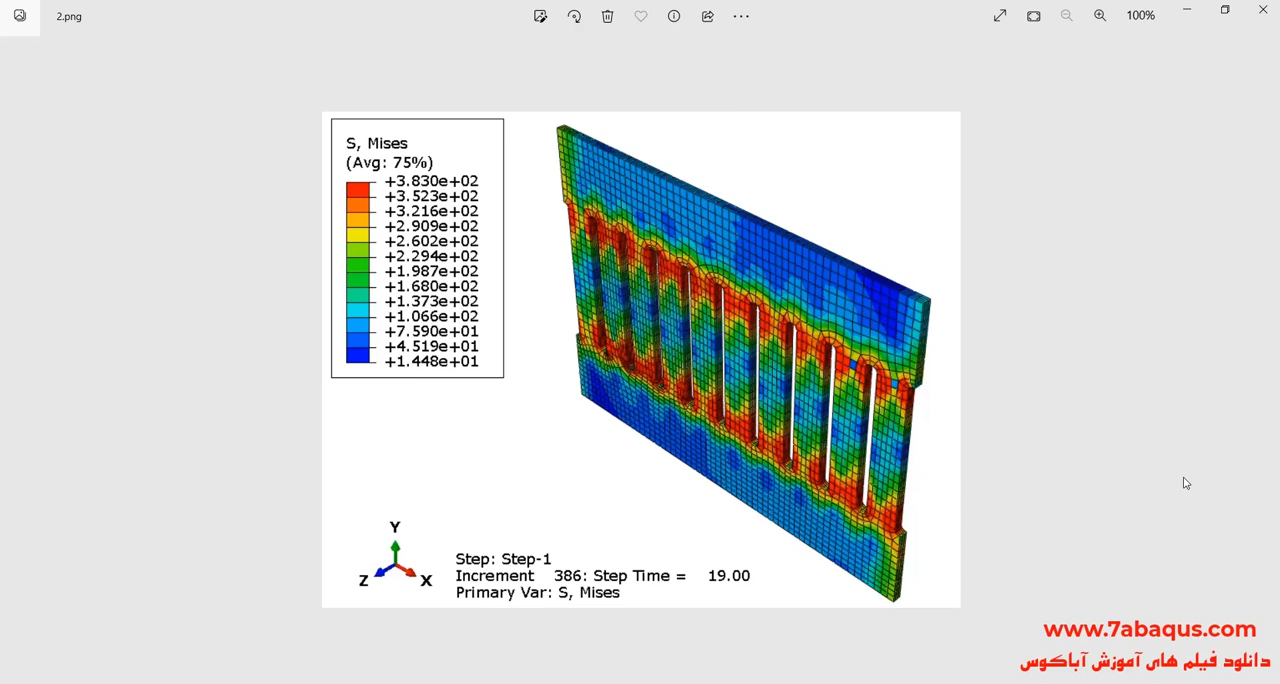 2.png
100%
S, Mises
(Avg: 75%)
+3.830e+02
+3.523e+02
+3.216e+02
+2.909e+02
+2.602e+02
+2.294e+02
+1.987e+02
+1.680e+02
+1.373e+02
+1.066e+02
+7.590e+01
+4.519e+01
+1.448e+01
Y
Z X
Step: Step-1
Increment 386: Step Time = 19.00
Primary Var: S, Mises
www.7abaqus.com
دانلود فیلم های آموزش آباکوس